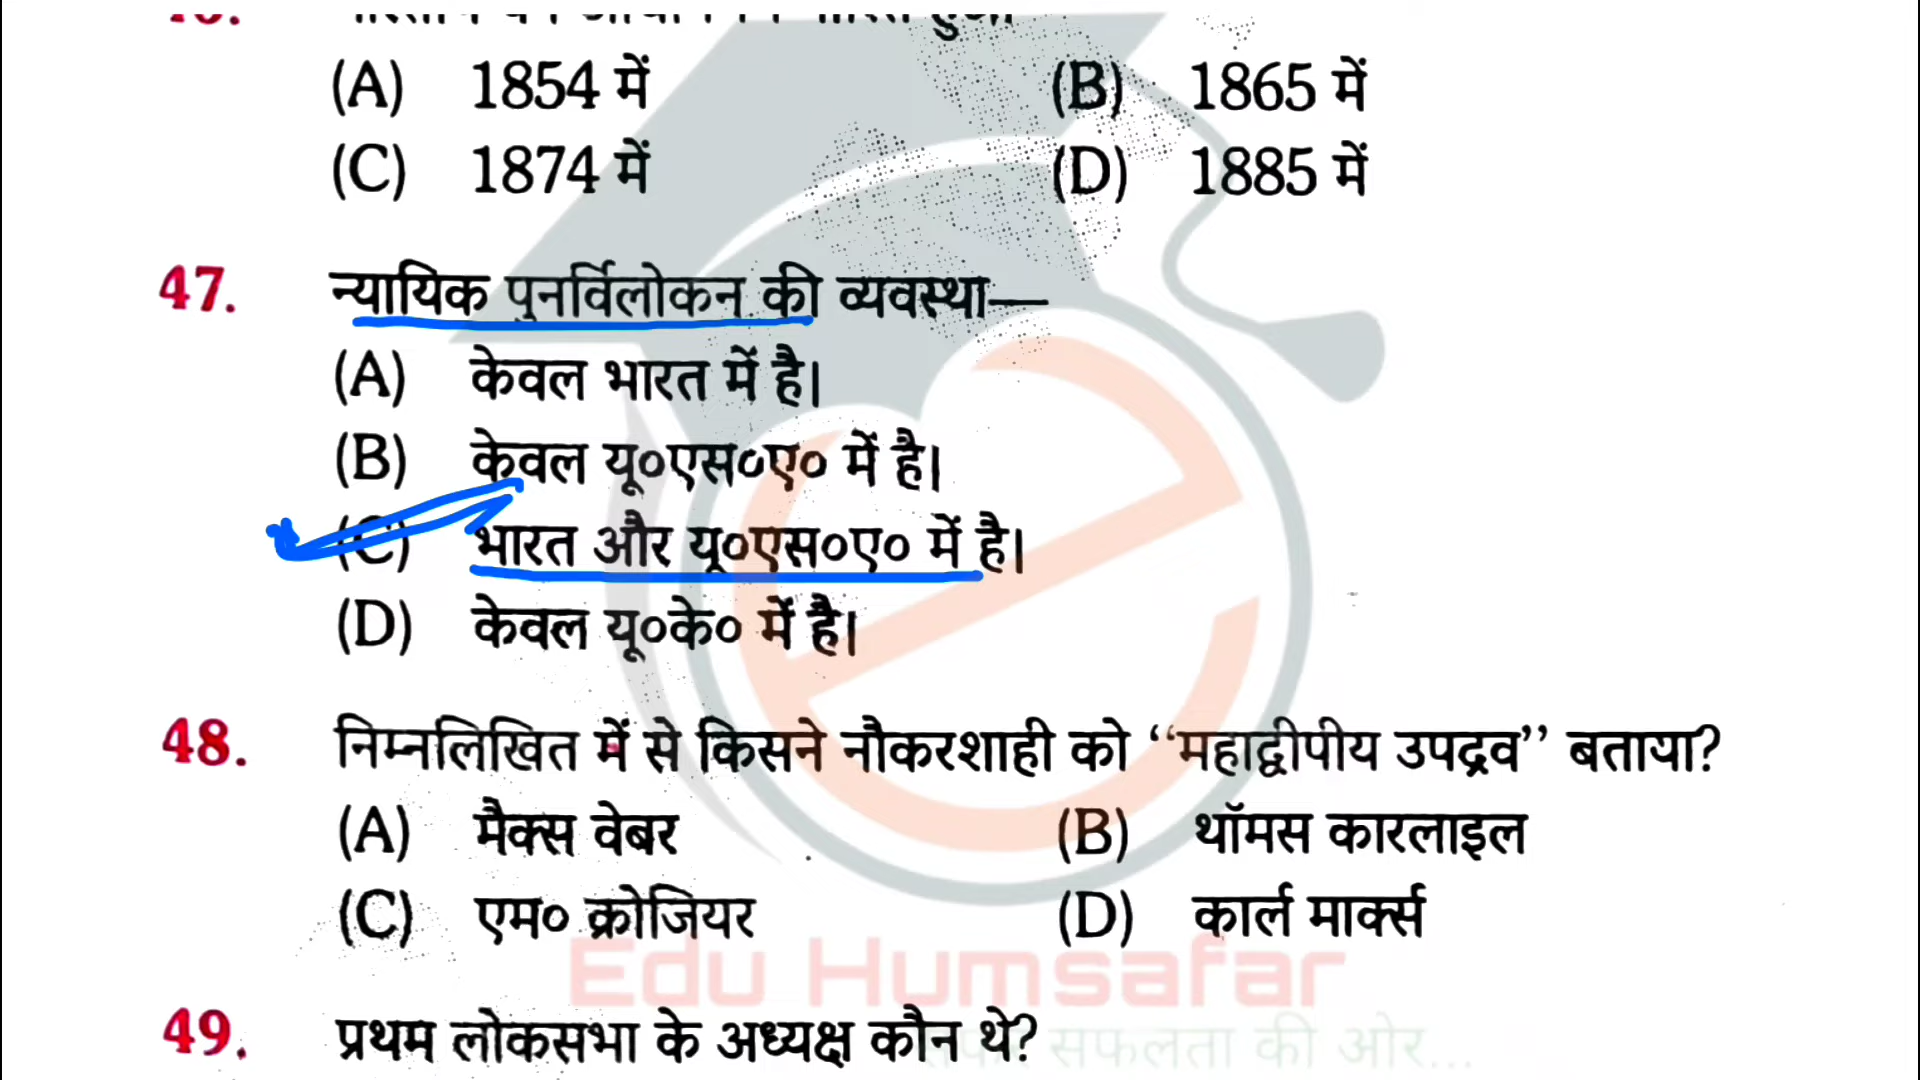 (A) 1854 में (B) 1865 में
(C) 1874 में (D) 1885 में
47. न्यायिक पुनर्विलोकन की व्यवस्था—
(A) केवल भारत में है।
(B) केवल यू०एस०ए० में है।
(C) भारत और यू०एस०ए० में है।
(D) केवल यू०के० में है।
48. निम्नलिखित में से किसने नौकरशाही को “महाद्वीपीय उपद्रव” बताया?
(A) मैक्स वेबर (B) थॉमस कारलाइल
(C) एम० क्रोजियर (D) कार्ल मार्क्स
Edu Humsafar
49. प्रथम लोकसभा के अध्यक्ष कौन थे?
सफलता की ओर...